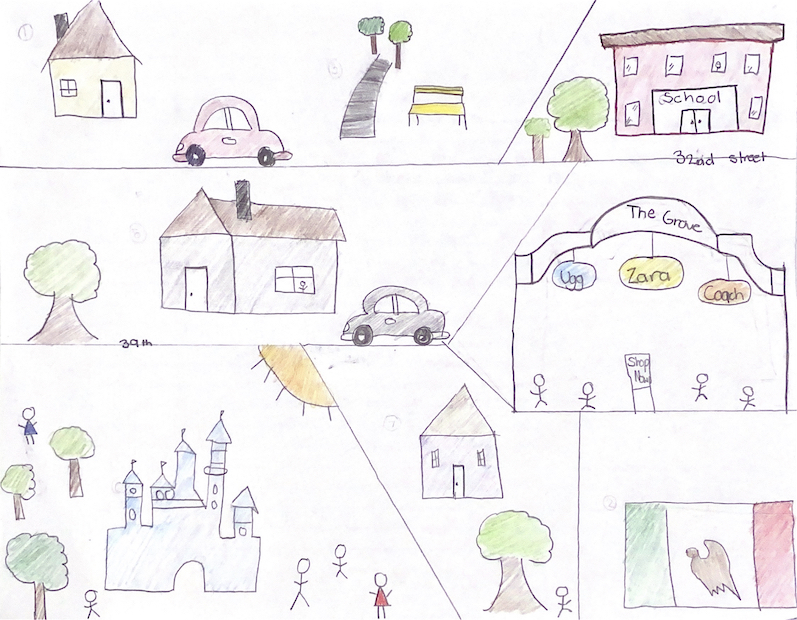 School
32nd street
The Grove
Ugg
Zara
Coach
39th
Shop